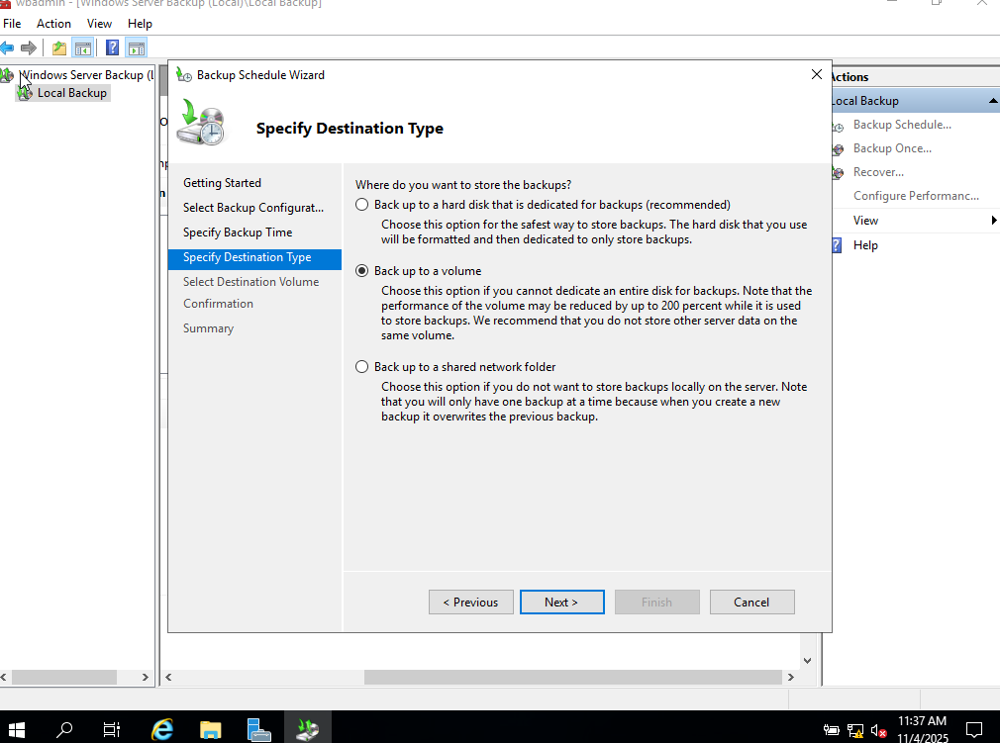 wbadmin - [Windows Server Backup (Local)\Local Backup]
File Action View Help
Windows Server Backup (L
Local Backup
Backup Schedule Wizard
Specify Destination Type
Getting Started
Select Backup Configurat...
Specify Backup Time
Specify Destination Type
Select Destination Volume
Confirmation
Summary
Where do you want to store the backups?
Back up to a hard disk that is dedicated for backups (recommended)
Choose this option for the safest way to store backups. The hard disk that you use
will be formatted and then dedicated to only store backups.
Back up to a volume
Choose this option if you cannot dedicate an entire disk for backups. Note that the
performance of the volume may be reduced by up to 200 percent while it is used
to store backups. We recommend that you do not store other server data on the
same volume.
Back up to a shared network folder
Choose this option if you do not want to store backups locally on the server. Note
that you will only have one backup at a time because when you create a new
backup it overwrites the previous backup.
< Previous
Next >
Finish
Cancel
Actions
Local Backup
Backup Schedule...
Backup Once...
Recover...
Configure Performanc...
View
Help
11:37 AM
11/4/2025